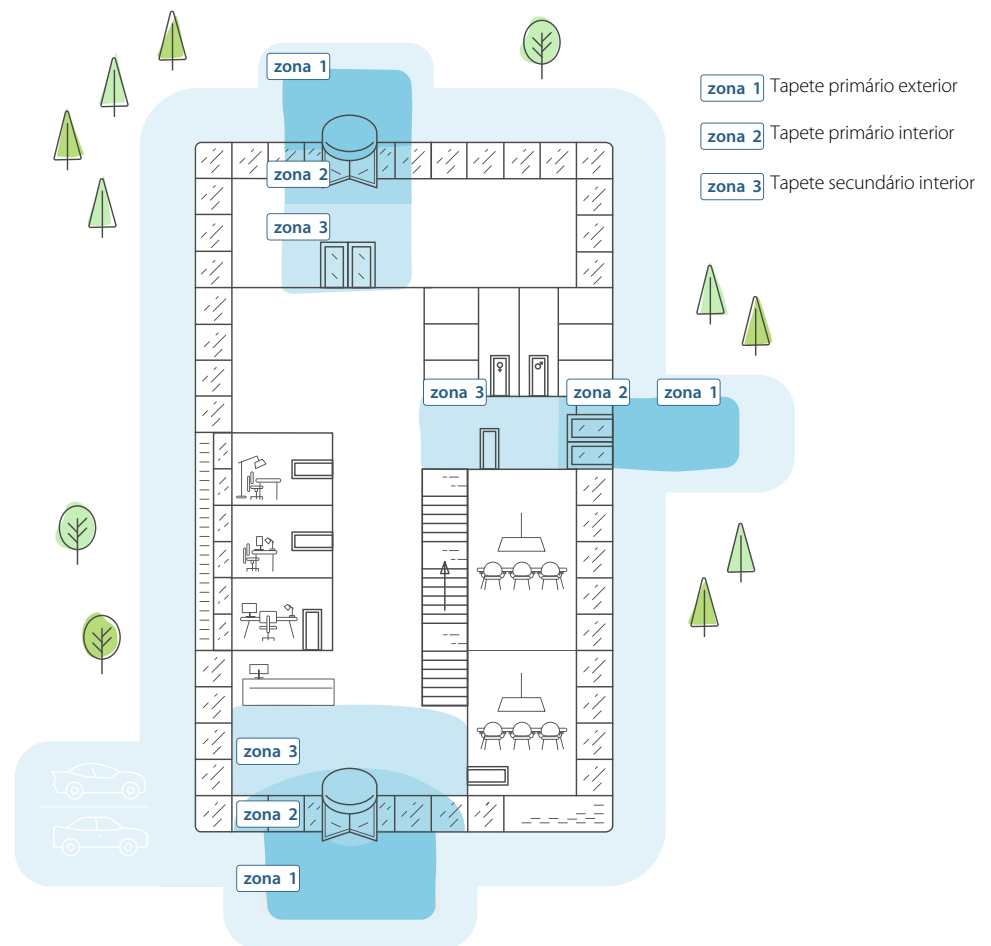 zona 1
zona 2
zona 3
zona 1 Tapete primário exterior
zona 2 Tapete primário interior
zona 3 Tapete secundário interior
zona 3 zona 2 zona 1
zona 3
zona 2
zona 1